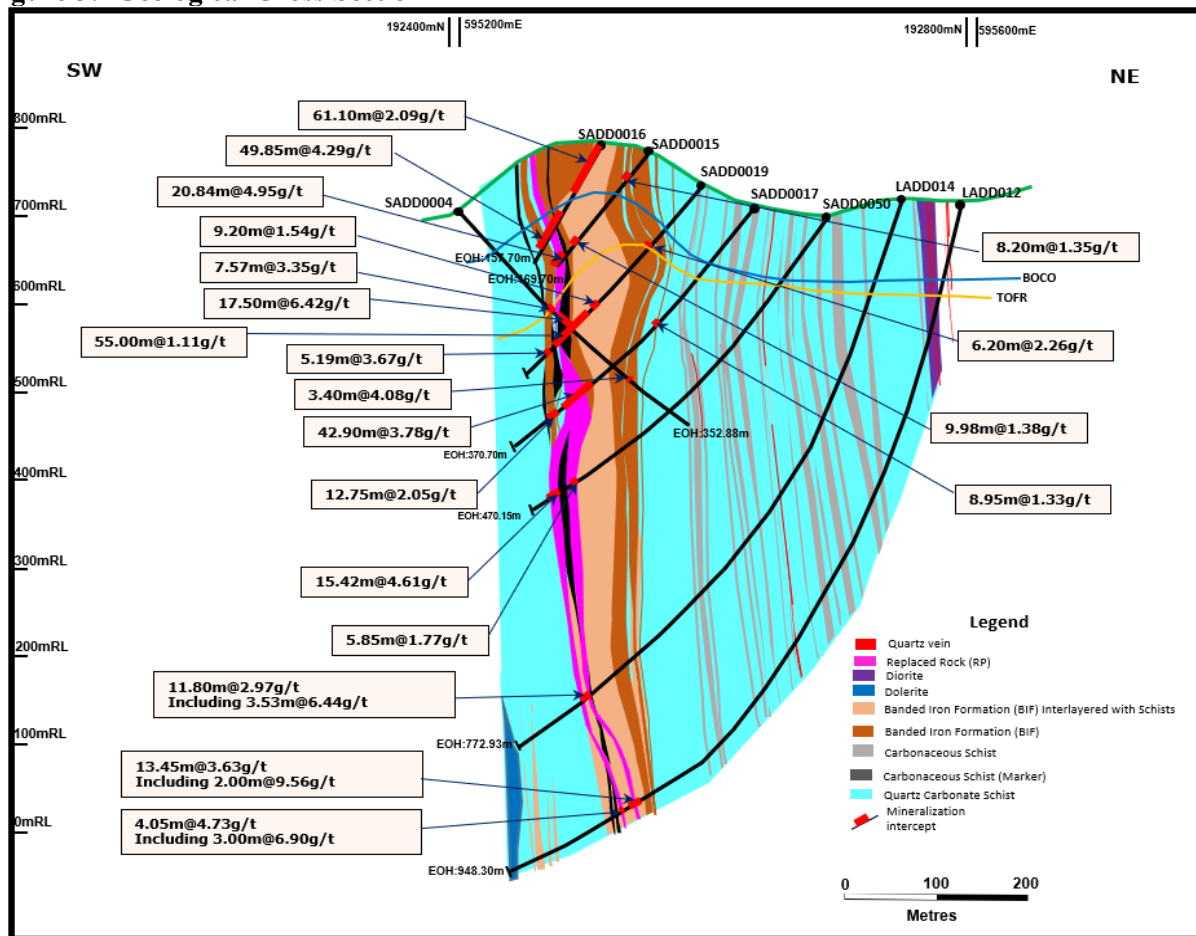 192400mN 595200mE
192800mN 595600mE
SW
NE
800mRL
700mRL
600mRL
500mRL
400mRL
300mRL
200mRL
100mRL
0mRL
61.10m@2.09g/t
49.85m@4.29g/t
20.84m@4.95g/t
9.20m@1.54g/t
7.57m@3.35g/t
17.50m@6.42g/t
55.00m@1.11g/t
5.19m@3.67g/t
3.40m@4.08g/t
42.90m@3.78g/t
12.75m@2.05g/t
15.42m@4.61g/t
5.85m@1.77g/t
11.80m@2.97g/t
Including 3.53m@6.44g/t
13.45m@3.63g/t
Including 2.00m@9.56g/t
4.05m@4.73g/t
Including 3.00m@6.90g/t
SADD0004
SADD0016
SADD0015
SADD0019
SADD0017
SADD0050
LADD014
LADD012
EOH:157.70m
EOH:169.70m
EOH:352.88m
EOH:370.70m
EOH:470.15m
EOH:772.93m
EOH:948.30m
8.20m@1.35g/t
BOCO
TOFR
6.20m@2.26g/t
9.98m@1.38g/t
8.95m@1.33g/t
Legend
Quartz vein
Replaced Rock (RP)
Diorite
Dolerite
Banded Iron Formation (BIF) Interlayered with Schists
Banded Iron Formation (BIF)
Carbonaceous Schist
Carbonaceous Schist (Marker)
Quartz Carbonate Schist
Mineralization
intercept
0 100 200
Metres